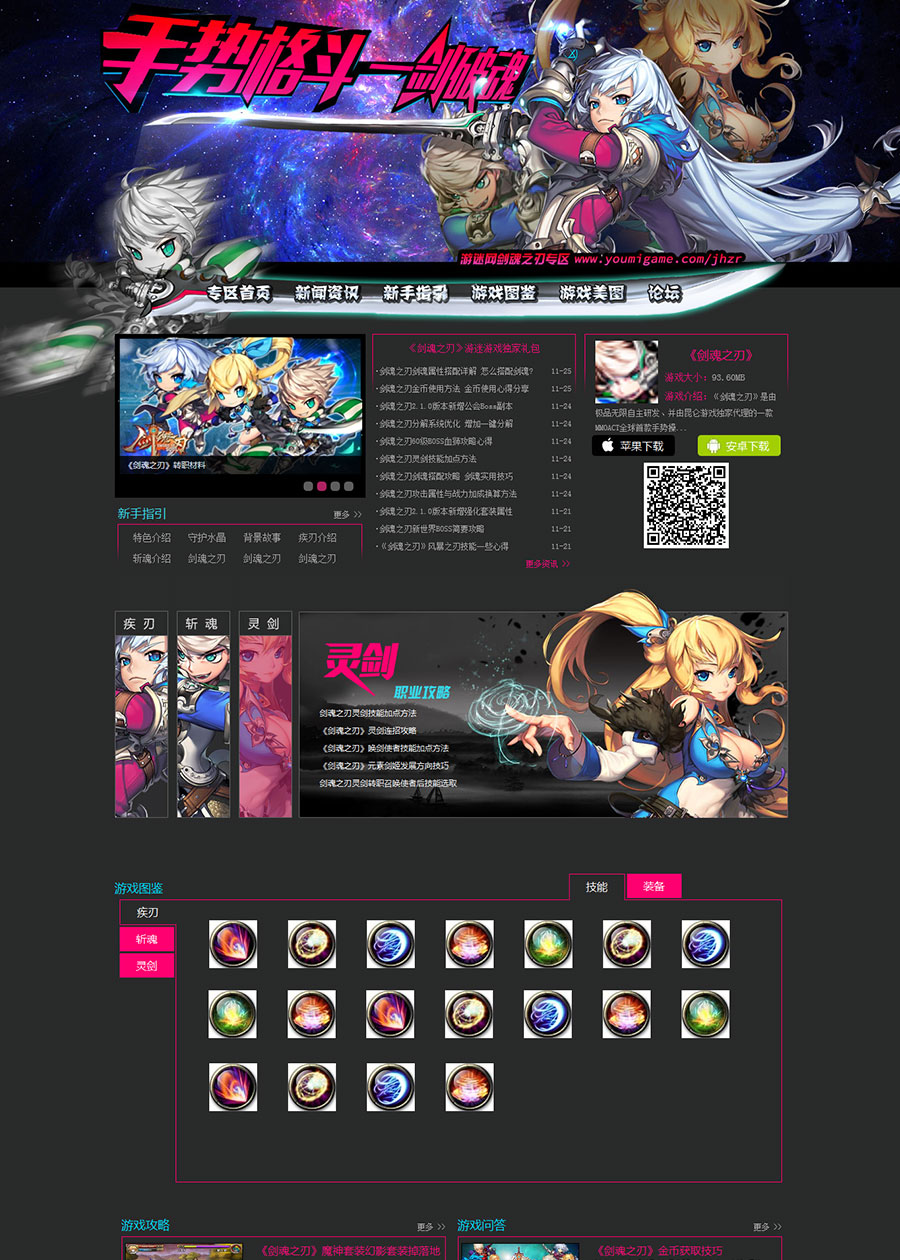 手势格斗—剑破魂
游迷网剑魂之刃专区 www.youmigame.com/jhzr
专区首页 新闻资讯 新手指引 游戏图鉴 游戏美图 论坛
《剑魂之刃》转职材料
新手指引 更多 >>
特色介绍 守护水晶 背景故事 疾刃介绍
斩魂介绍 剑魂之刃 剑魂之刃 剑魂之刃
《剑魂之刃》游迷游戏独家礼包
·剑魂之刃剑魂属性搭配详解 怎么搭配剑魂? 11-25
·剑魂之刃金币使用方法 金币使用心得分享 11-25
·剑魂之刃2.1.0版本新增公会Boss副本 11-24
·剑魂之刃分解系统优化 增加一键分解 11-24
·剑魂之刃60级BOSS血狮攻略心得 11-24
·剑魂之刃灵剑技能加点方法 11-24
·剑魂之刃剑魂搭配攻略 剑魂实用技巧 11-24
·剑魂之刃攻击属性与战力加成换算方法 11-24
·剑魂之刃2.1.0版本新增强化套装属性 11-21
·剑魂之刃新世界BOSS简要攻略 11-21
·《剑魂之刃》风暴之刃技能一些心得 11-21
更多资讯 >>
《剑魂之刃》
游戏大小：93.60MB
游戏介绍：《剑魂之刃》是由
极品无限自主研发、并由昆仑游戏独家代理的一款
MMOACT全球首款手势操...
苹果下载 安卓下载
疾刃 斩魂 灵剑
灵剑
职业攻略
剑魂之刃灵剑技能加点方法
《剑魂之刃》灵剑连招攻略
《剑魂之刃》唤剑使者技能加点方法
《剑魂之刃》元素剑姬发展方向技巧
剑魂之刃灵剑转职召唤使者后技能选取
游戏图鉴 技能 装备
疾刃
斩魂
灵剑
游戏攻略 更多 >>
《剑魂之刃》魔神套装幻影套装掉落地
游戏问答 更多 >>
《剑魂之刃》金币获取技巧